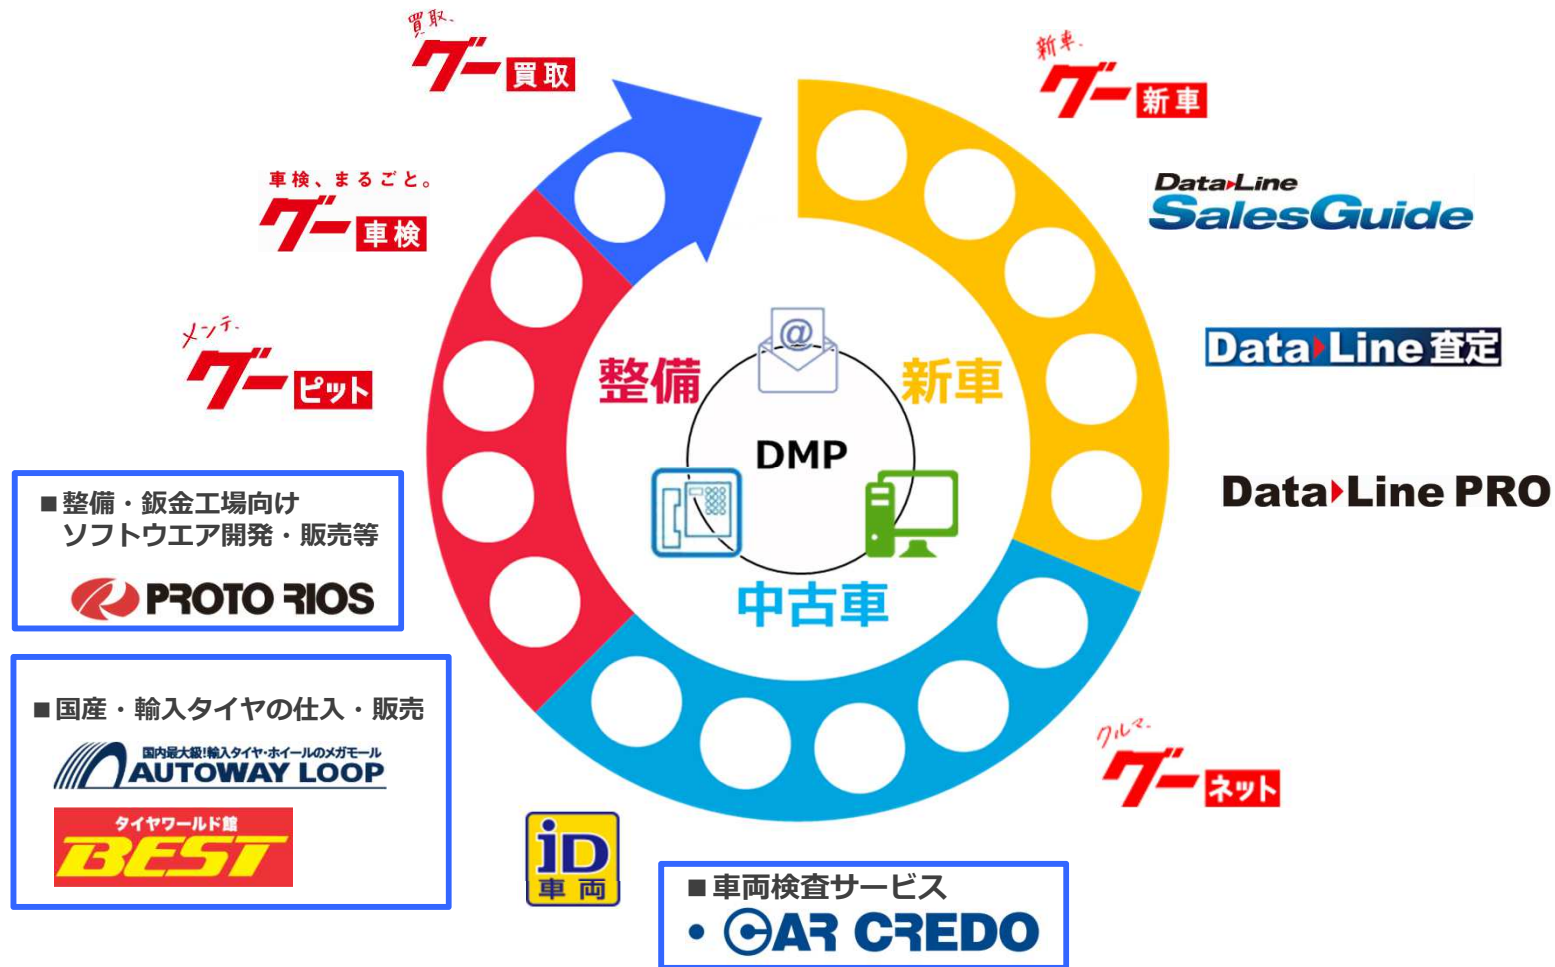 買取、
グー買取
新車、
グー新車
車検、まるごと。
グー車検
Data Line
SalesGuide
メンテ、
グーピット
整備
新車
Data Line 査定
DMP
@
Data Line PRO
中古車
■整備・鈑金工場向け
ソフトウエア開発・販売等
PROTO RIOS
■国産・輸入タイヤの仕入・販売
国内最大級!輸入タイヤ・ホイールのメガモール
AUTOWAY LOOP
タイヤワールド館
BEST
クルマ、
グーネット
iD
車両
■車両検査サービス
• CAR CREDO